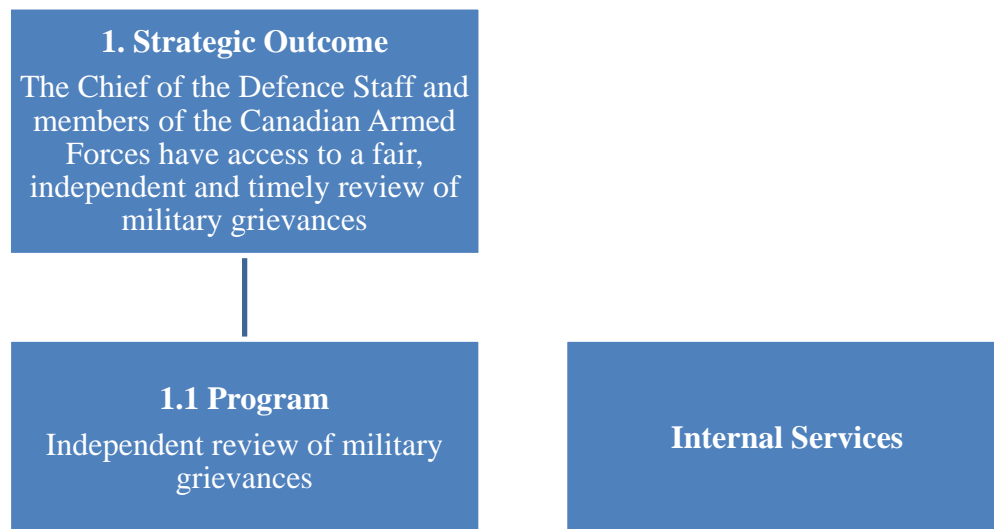 1. Strategic Outcome
The Chief of the Defence Staff and
members of the Canadian Armed
Forces have access to a fair,
independent and timely review of
military grievances
1.1 Program
Independent review of military
grievances
Internal Services